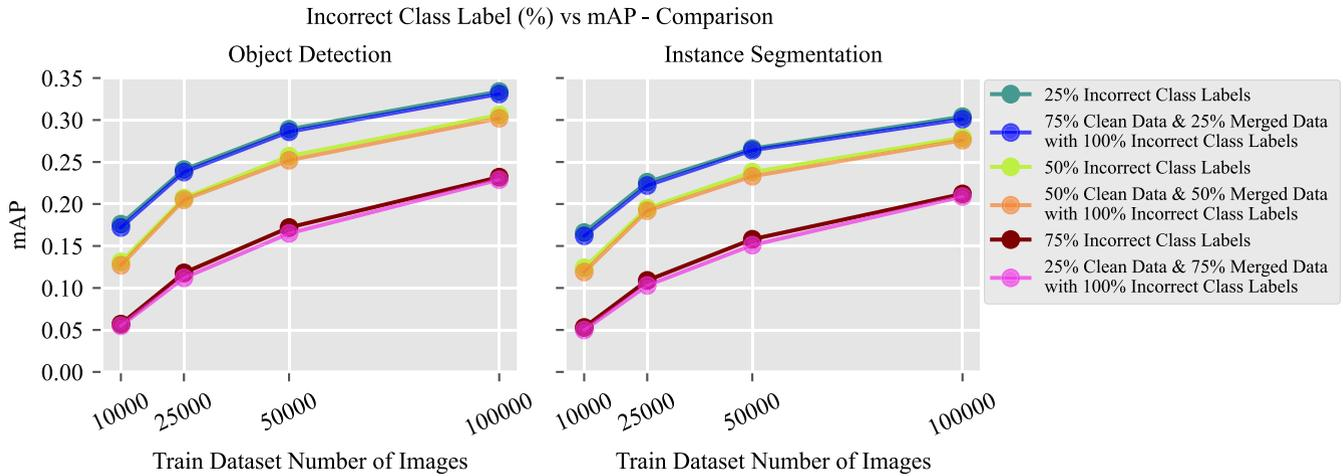 Incorrect Class Label (%) vs mAP - Comparison
Object Detection
Instance Segmentation
mAP
0.35
0.30
0.25
0.20
0.15
0.10
0.05
0.00
10000
25000
50000
100000
Train Dataset Number of Images
10000
25000
50000
100000
Train Dataset Number of Images
25% Incorrect Class Labels
75% Clean Data & 25% Merged Data
with 100% Incorrect Class Labels
50% Incorrect Class Labels
50% Clean Data & 50% Merged Data
with 100% Incorrect Class Labels
75% Incorrect Class Labels
25% Clean Data & 75% Merged Data
with 100% Incorrect Class Labels